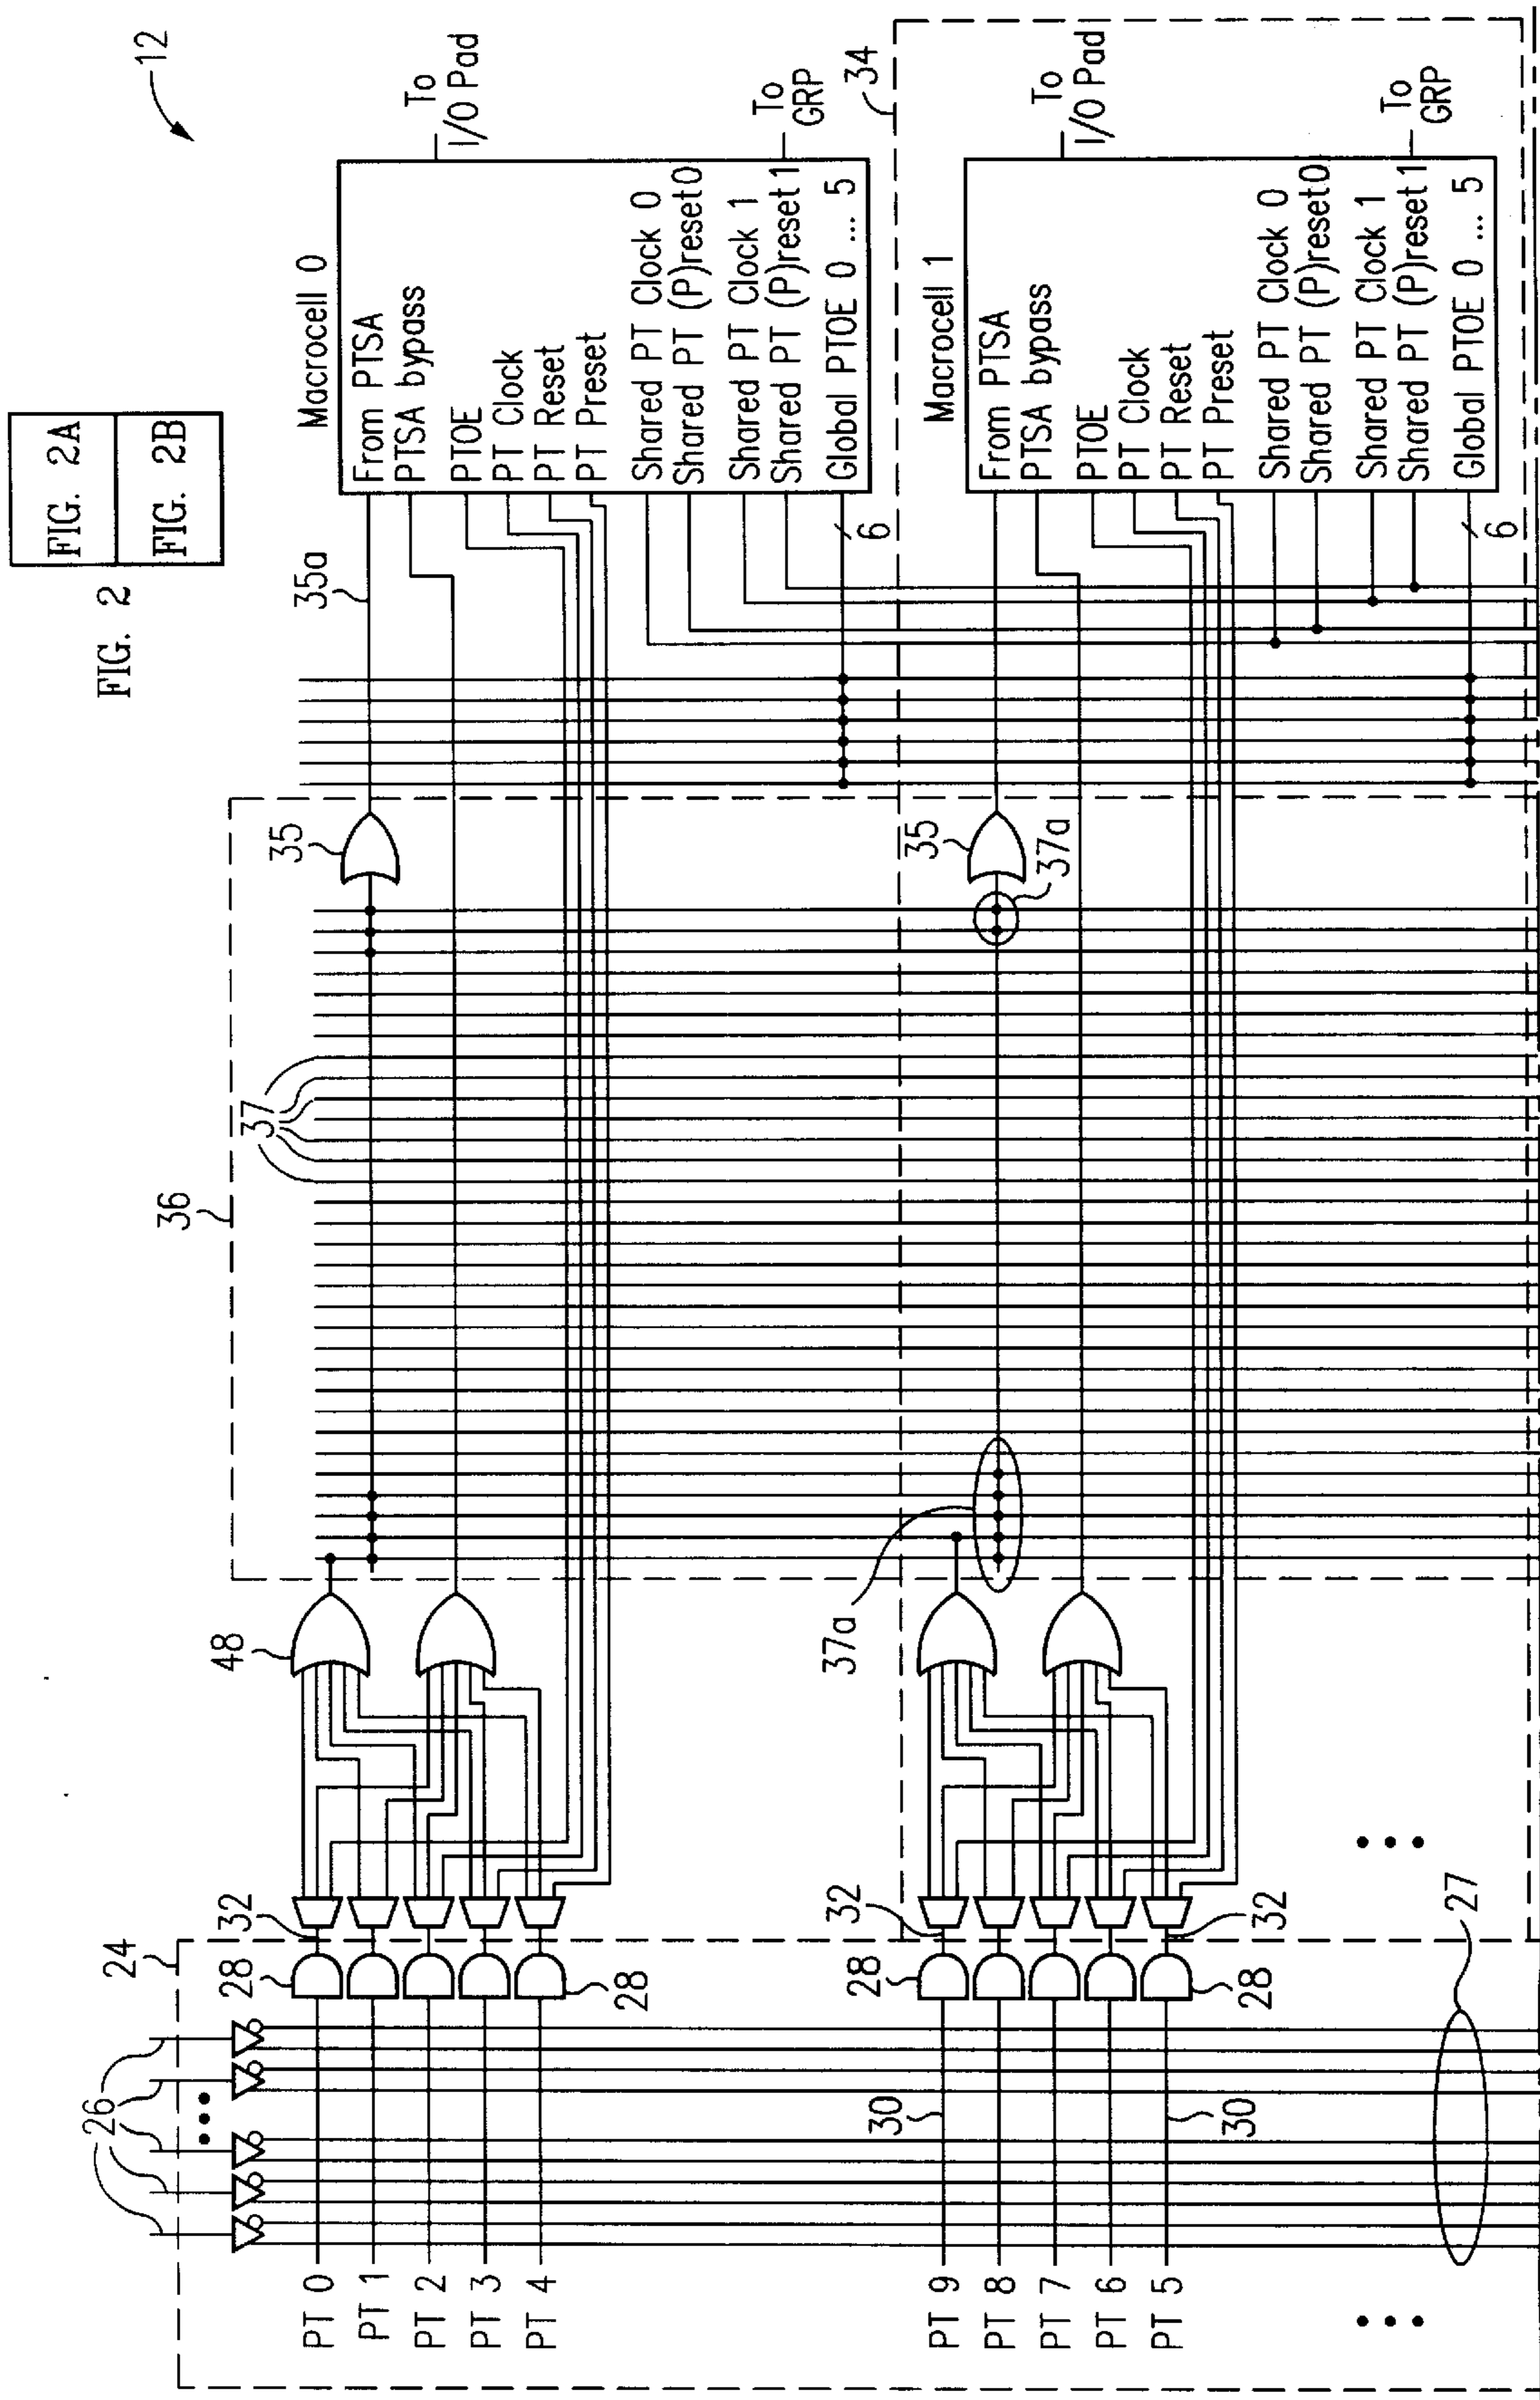 FIG. 2
FIG. 2A
FIG. 2B
12
24
26
28
32
28
PT 0
PT 1
PT 2
PT 3
PT 4
48
36
37
35
35a
Macrocell 0
From PTSA
PTSA bypass
PTOE
PT Clock
PT Reset
PT Preset
Shared PT Clock 0
Shared PT (P)reset 0
Shared PT Clock 1
Shared PT (P)reset 1
Global PTOE 0 ... 5
6
To
I/O Pad
To
GRP
34
PT 9
PT 8
PT 7
PT 6
PT 5
30
30
28
28
32
32
27
37a
35
37a
Macrocell 1
From PTSA
PTSA bypass
PTOE
PT Clock
PT Reset
PT Preset
Shared PT Clock 0
Shared PT (P)reset 0
Shared PT Clock 1
Shared PT (P)reset 1
Global PTOE 0 ... 5
6
To
I/O Pad
To
GRP